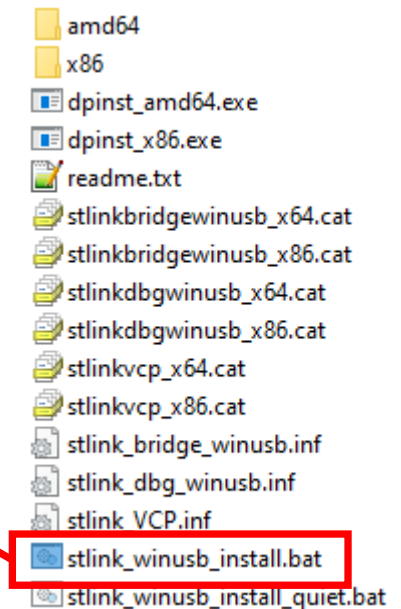 amd64
x86
dpinst_amd64.exe
dpinst_x86.exe
readme.txt
stlinkbridgewinusb_x64.cat
stlinkbridgewinusb_x86.cat
stlinkdbgwinusb_x64.cat
stlinkdbgwinusb_x86.cat
stlinkvcp_x64.cat
stlinkvcp_x86.cat
stlink_bridge_winusb.inf
stlink_dbg_winusb.inf
stlink_VCP.inf
stlink_winusb_install.bat
stlink_winusb_install_quiet.bat